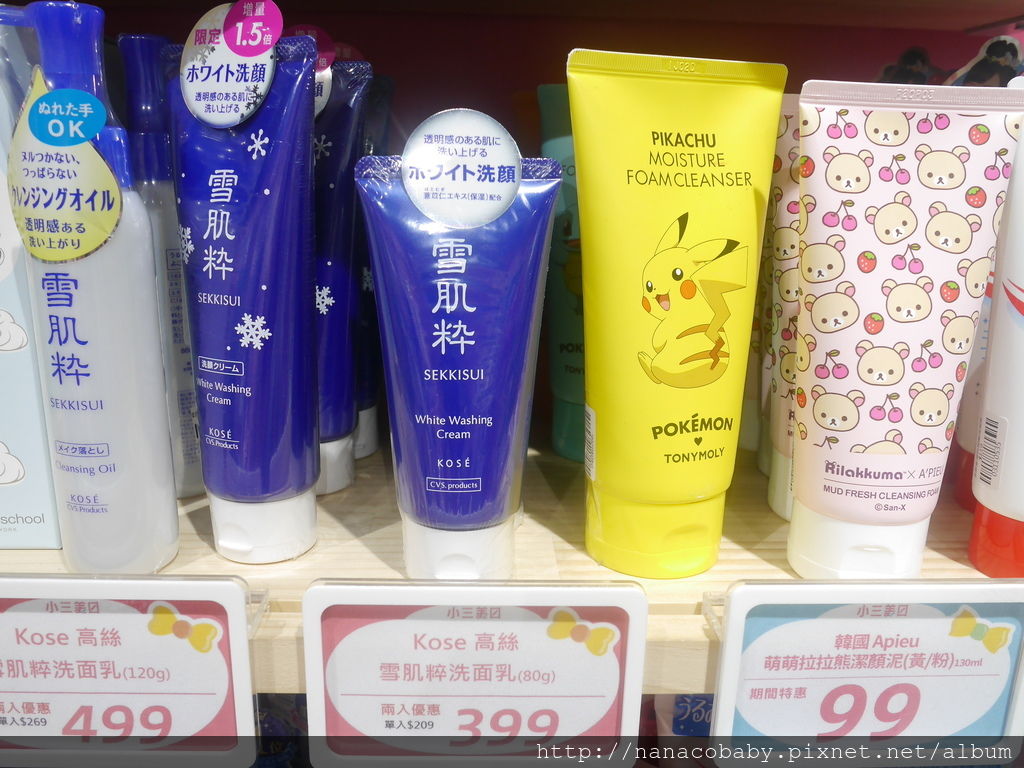 ぬれた手
OK
ヌルつかない、
つっぱらない
クレンジングオイル
透明感ある
洗い上がり
雪肌粋
SEKKISUI
メイク落とし
Cleansing Oil
KOSÉ
CVS.Products
school
増量
1.5倍
限定
ホワイト洗顔
透明感のある肌に
洗い上げる
雪肌粋
SEKKISUI
洗顔クリーム
White Washing
Cream
KOSÉ
CVS.Products
透明感のある肌に
洗い上げる
ホワイト洗顔
雪肌粋
SEKKISUI
White Washing
Cream
KOSÉ
CVS.products
PIKACHU
MOISTURE
FOAM CLEANSER
POKÉMON
TONYMOLY
Rilakkuma™ X A'PIEU
MUD FRESH CLEANSING FOAM
©San-X
小三美日
Kose 高絲
雪肌粹洗面乳(120g)
兩入優惠
單入$269
499
小三美日
Kose 高絲
雪肌粹洗面乳(80g)
兩入優惠
單入$209
399
小三美日
韓國 Apieu
萌萌拉拉熊潔顏泥(黃/粉)130ml
期間特惠
99
http://nanacobaby.pixnet.net/album